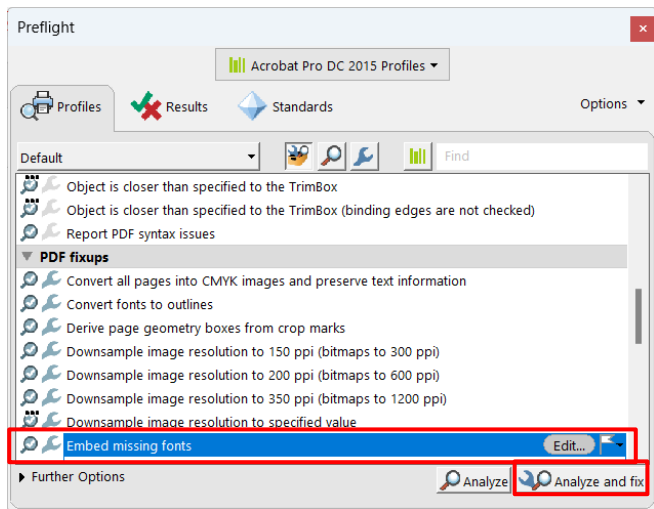 Preflight
Acrobat Pro DC 2015 Profiles
Profiles Results Standards Options
Default Find
Object is closer than specified to the TrimBox
Object is closer than specified to the TrimBox (binding edges are not checked)
Report PDF syntax issues
PDF fixups
Convert all pages into CMYK images and preserve text information
Convert fonts to outlines
Derive page geometry boxes from crop marks
Downsample image resolution to 150 ppi (bitmaps to 300 ppi)
Downsample image resolution to 200 ppi (bitmaps to 600 ppi)
Downsample image resolution to 350 ppi (bitmaps to 1200 ppi)
Downsample image resolution to specified value
Embed missing fonts Edit...
Further Options Analyze Analyze and fix